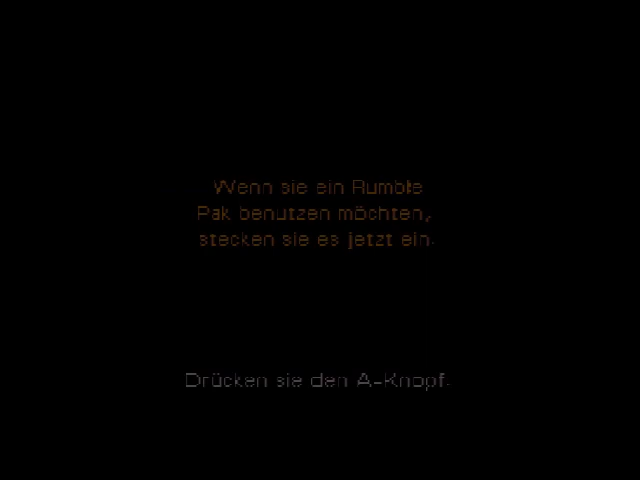 Wenn sie ein Rumble
Pak benutzen möchten,
stecken sie es jetzt ein.
Drücken sie den A-Knopf.